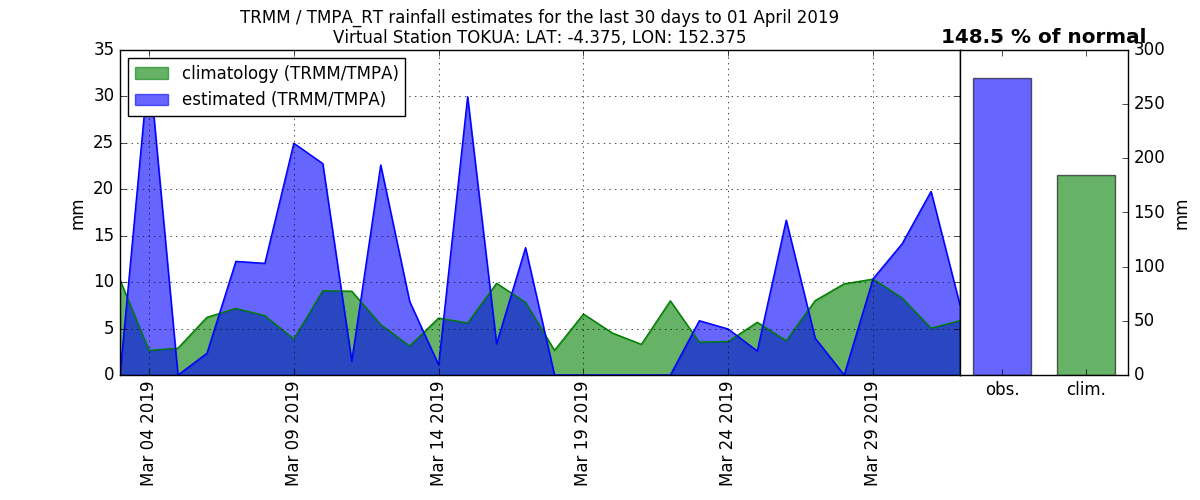 TRMM / TMPA_RT rainfall estimates for the last 30 days to 01 April 2019
Virtual Station TOKUA: LAT: -4.375, LON: 152.375
148.5 % of normal
climatology (TRMM/TMPA)
estimated (TRMM/TMPA)
35
30
25
20
15
10
5
0
mm
Mar 04 2019
Mar 09 2019
Mar 14 2019
Mar 19 2019
Mar 24 2019
Mar 29 2019
obs.
clim.
300
250
200
150
100
50
0
mm